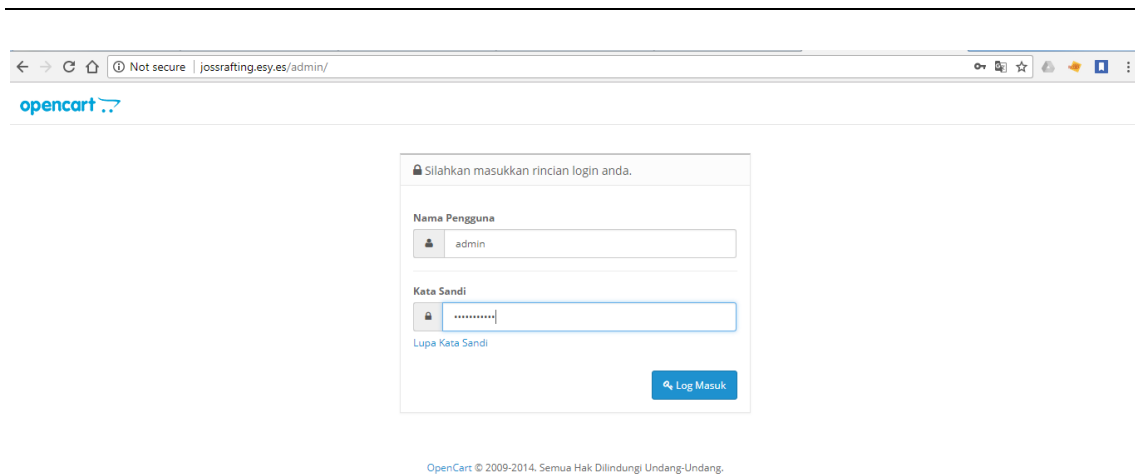 Not secure | jossrafting.esy.es/admin/
opencart
Silahkan masukkan rincian login anda.
Nama Pengguna
admin
Kata Sandi
•••••••••••
Lupa Kata Sandi
Log Masuk
OpenCart © 2009-2014. Semua Hak Dilindungi Undang-Undang.